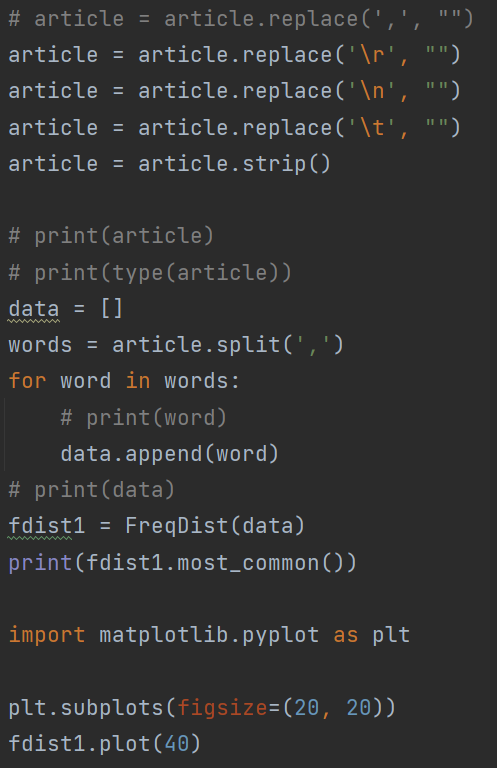 # article = article.replace(',', "")
article = article.replace('\r', "")
article = article.replace('\n', "")
article = article.replace('\t', "")
article = article.strip()
# print(article)
# print(type(article))
data = []
words = article.split(',')
for word in words:
    # print(word)
    data.append(word)
# print(data)
fdist1 = FreqDist(data)
print(fdist1.most_common())
import matplotlib.pyplot as plt
plt.subplots(figsize=(20, 20))
fdist1.plot(40)